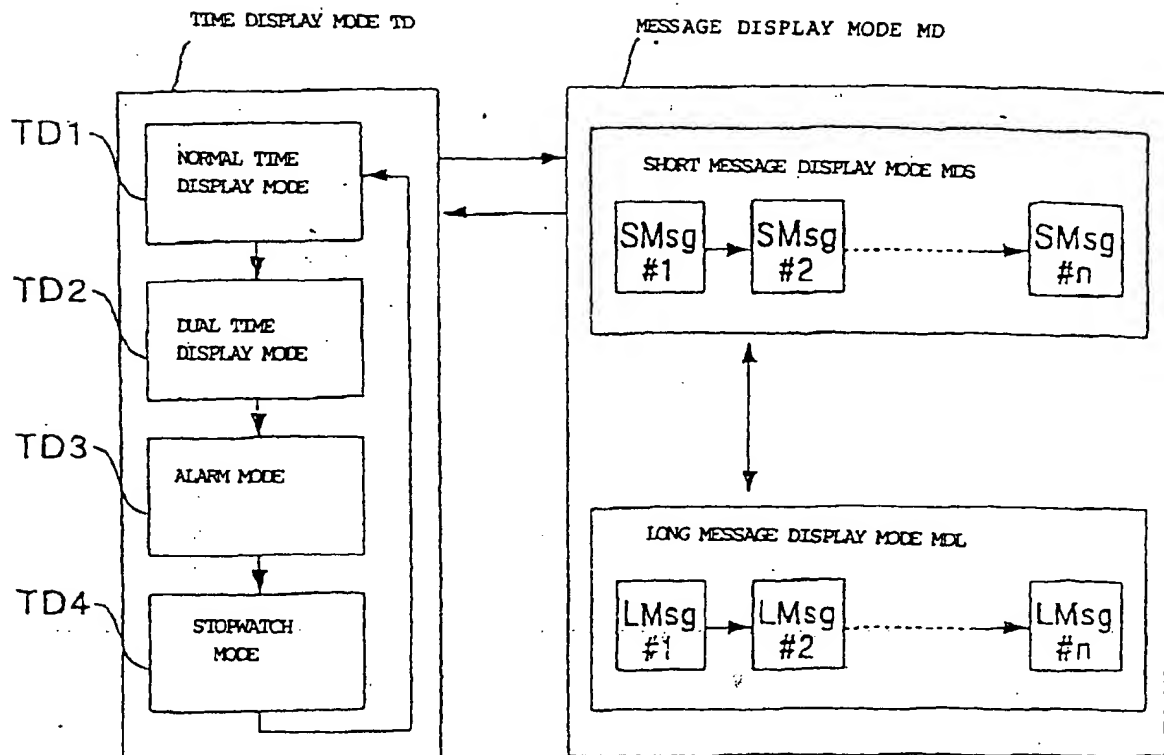 TIME DISPLAY MODE TD
MESSAGE DISPLAY MODE MD
TD1
NORMAL TIME
DISPLAY MODE
TD2
DUAL TIME
DISPLAY MODE
TD3
ALARM MODE
TD4
STOPWATCH
MODE
SHORT MESSAGE DISPLAY MODE MDS
SMsg
#1
SMsg
#2
SMsg
#n
LONG MESSAGE DISPLAY MODE MDL
LMsg
#1
LMsg
#2
LMsg
#n